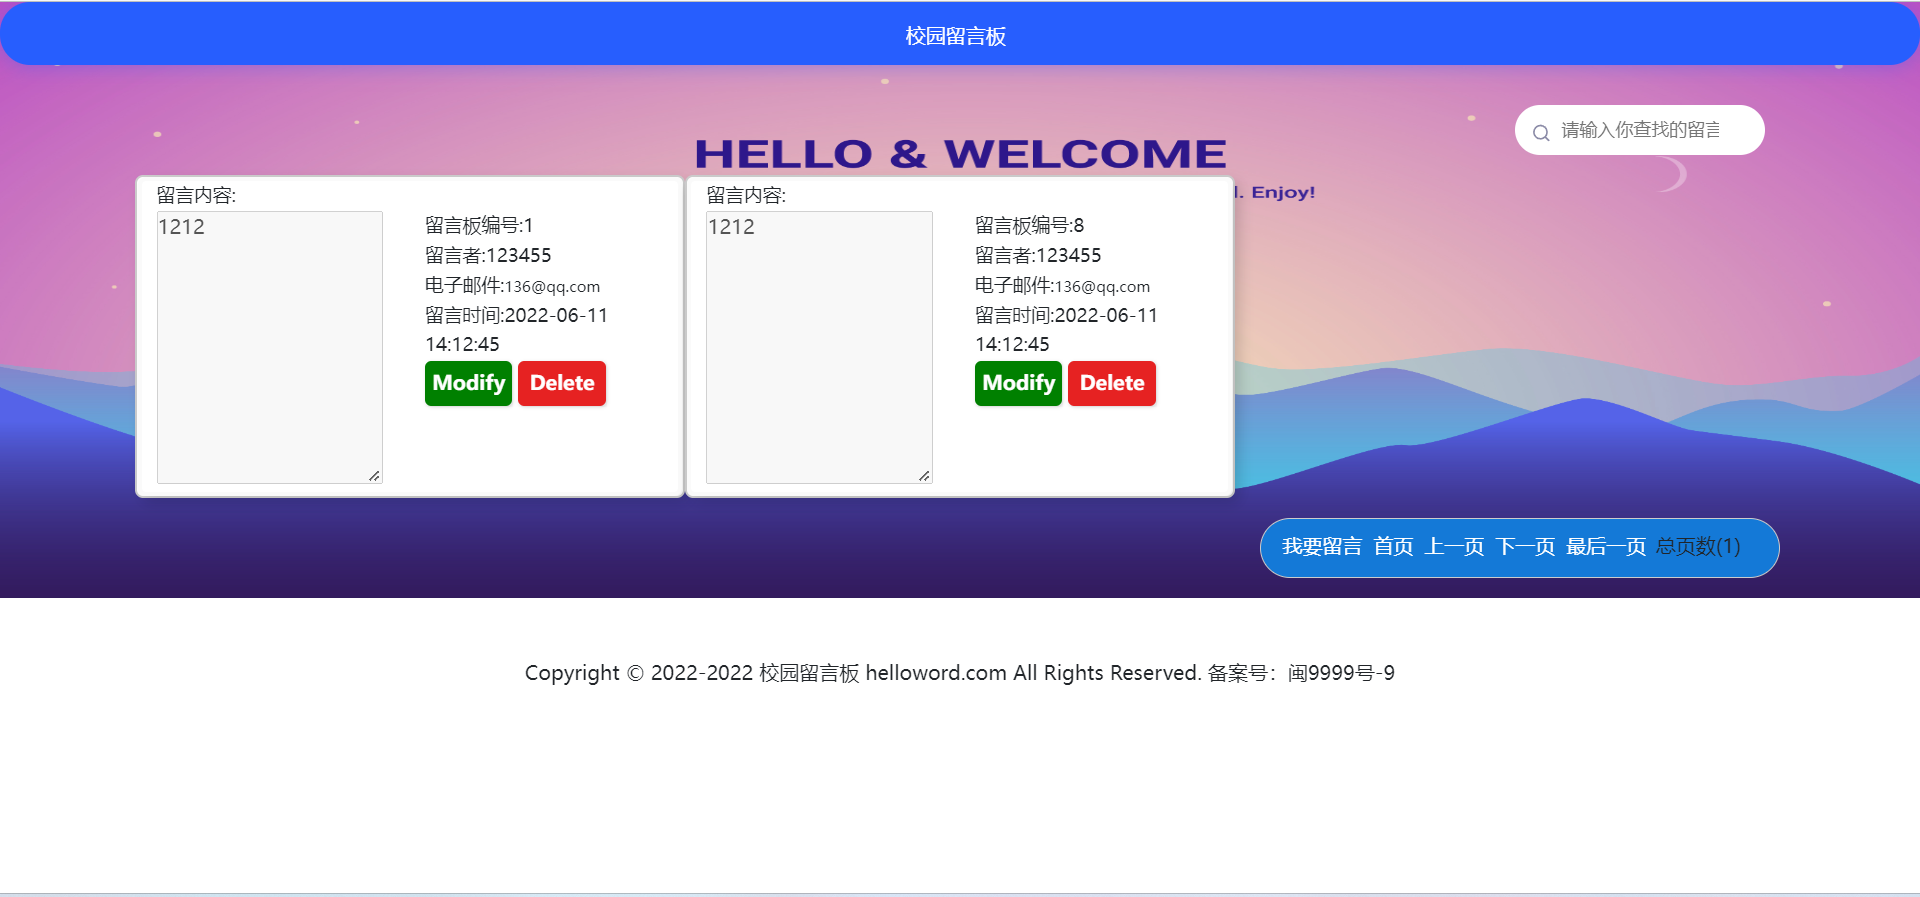 校园留言板
请输入你查找的留言
HELLO & WELCOME
Enjoy!
留言内容:
1212
留言板编号:1
留言者:123455
电子邮件:136@qq.com
留言时间:2022-06-11
14:12:45
Modify Delete
留言内容:
1212
留言板编号:8
留言者:123455
电子邮件:136@qq.com
留言时间:2022-06-11
14:12:45
Modify Delete
我要留言 首页 上一页 下一页 最后一页 总页数(1)
Copyright © 2022-2022 校园留言板 helloword.com All Rights Reserved. 备案号：闽9999号-9